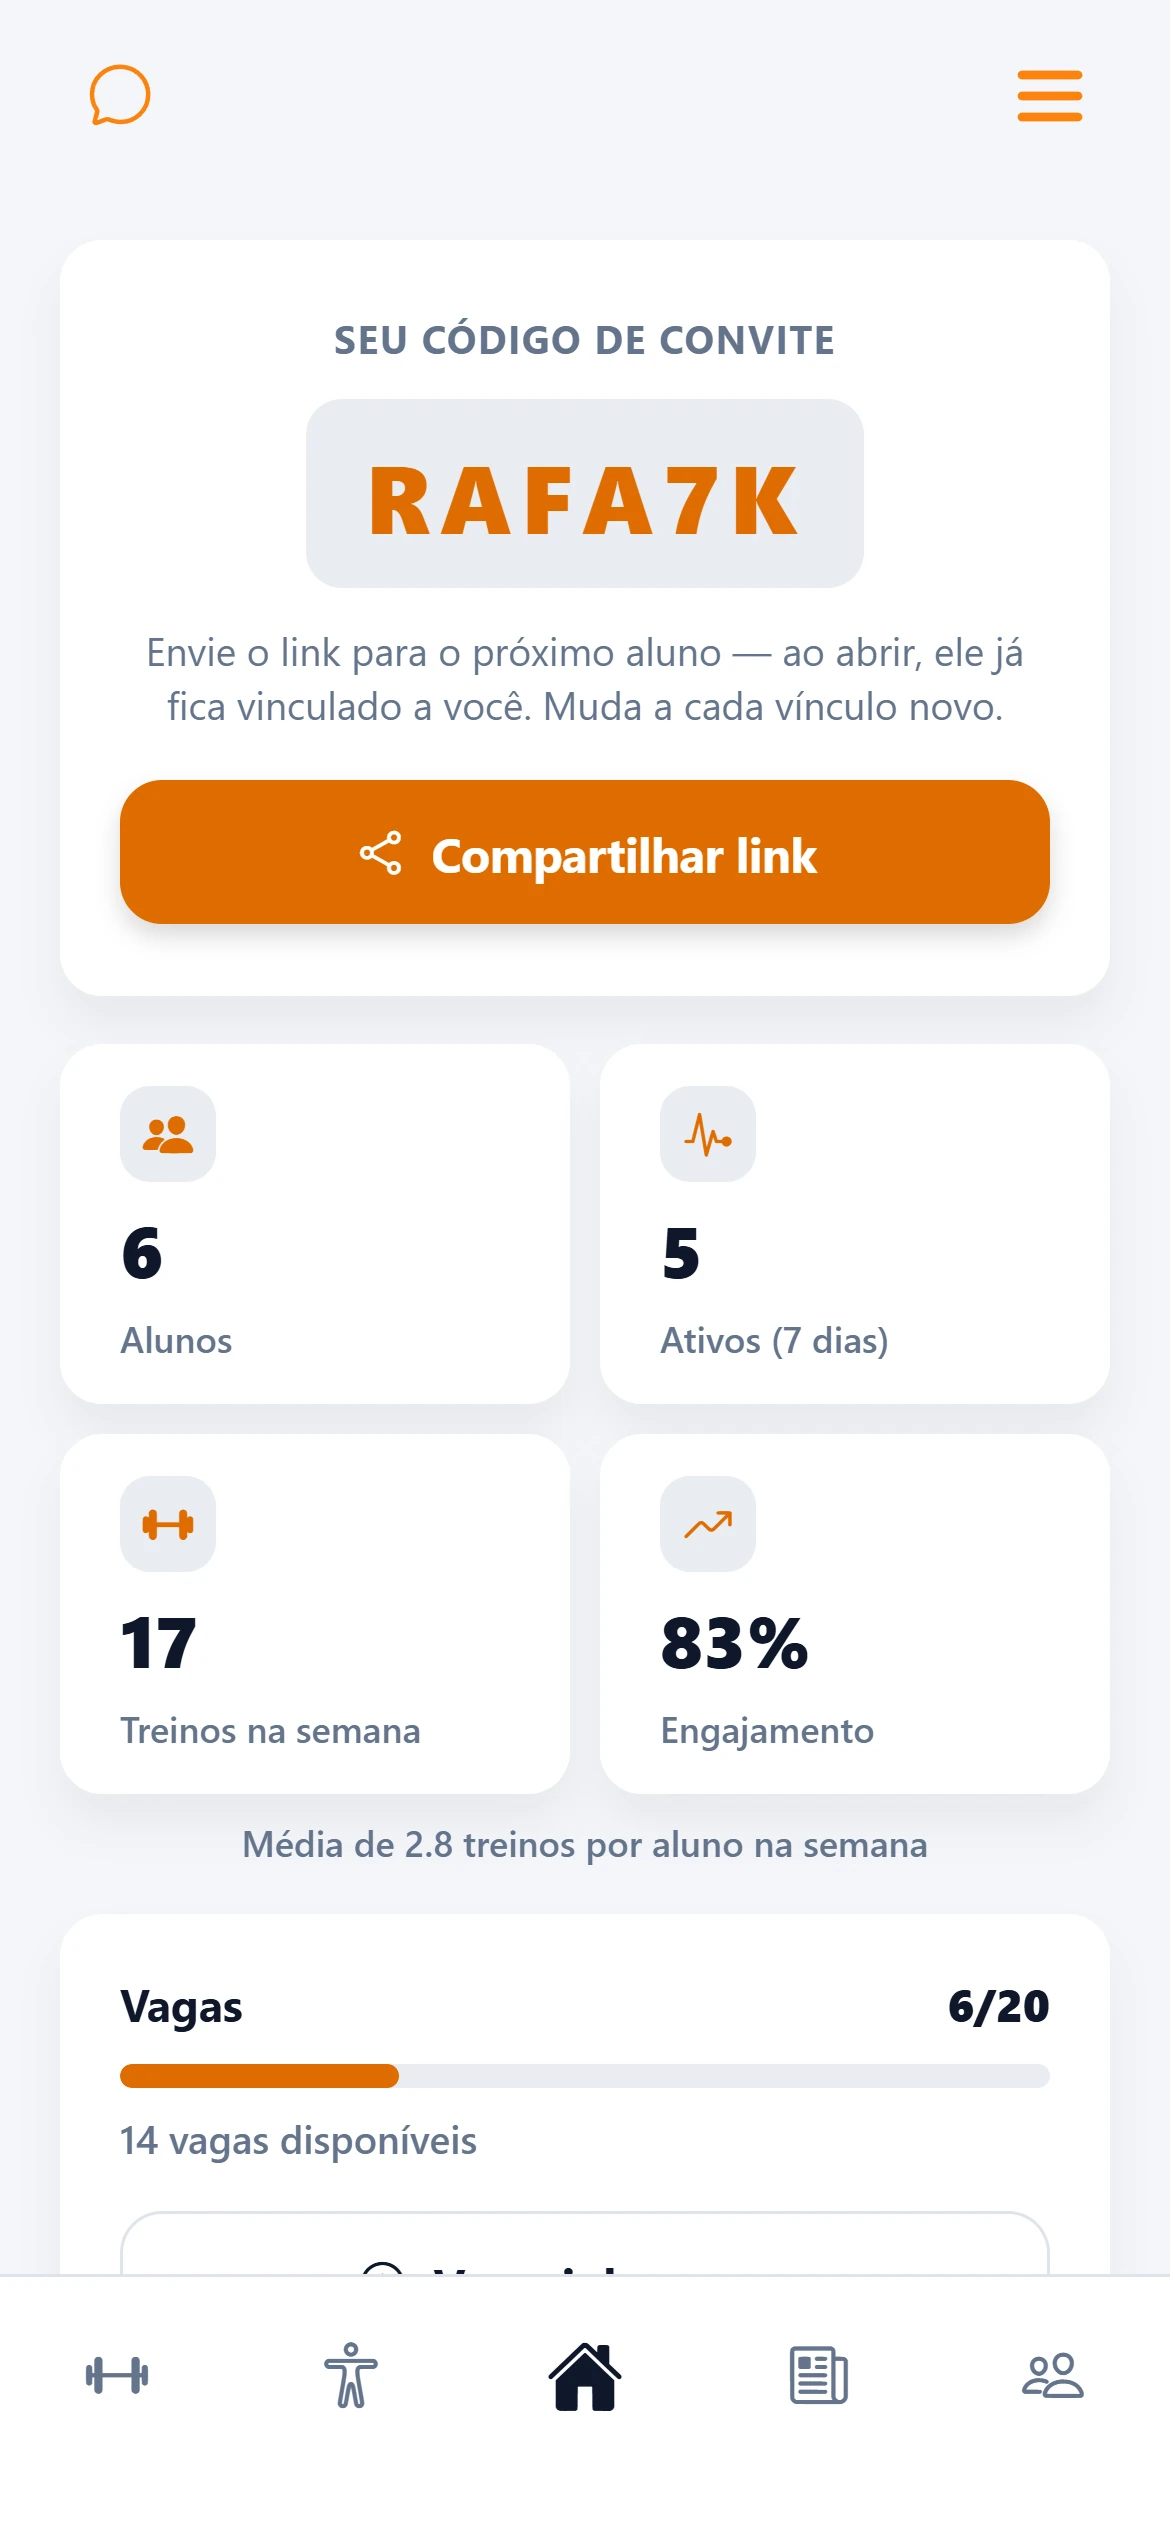 SEU CÓDIGO DE CONVITE
RAFA7K
Envie o link para o próximo aluno — ao abrir, ele já
fica vinculado a você. Muda a cada vínculo novo.
Compartilhar link
6
Alunos
5
Ativos (7 dias)
17
Treinos na semana
83%
Engajamento
Média de 2.8 treinos por aluno na semana
Vagas
6/20
14 vagas disponíveis